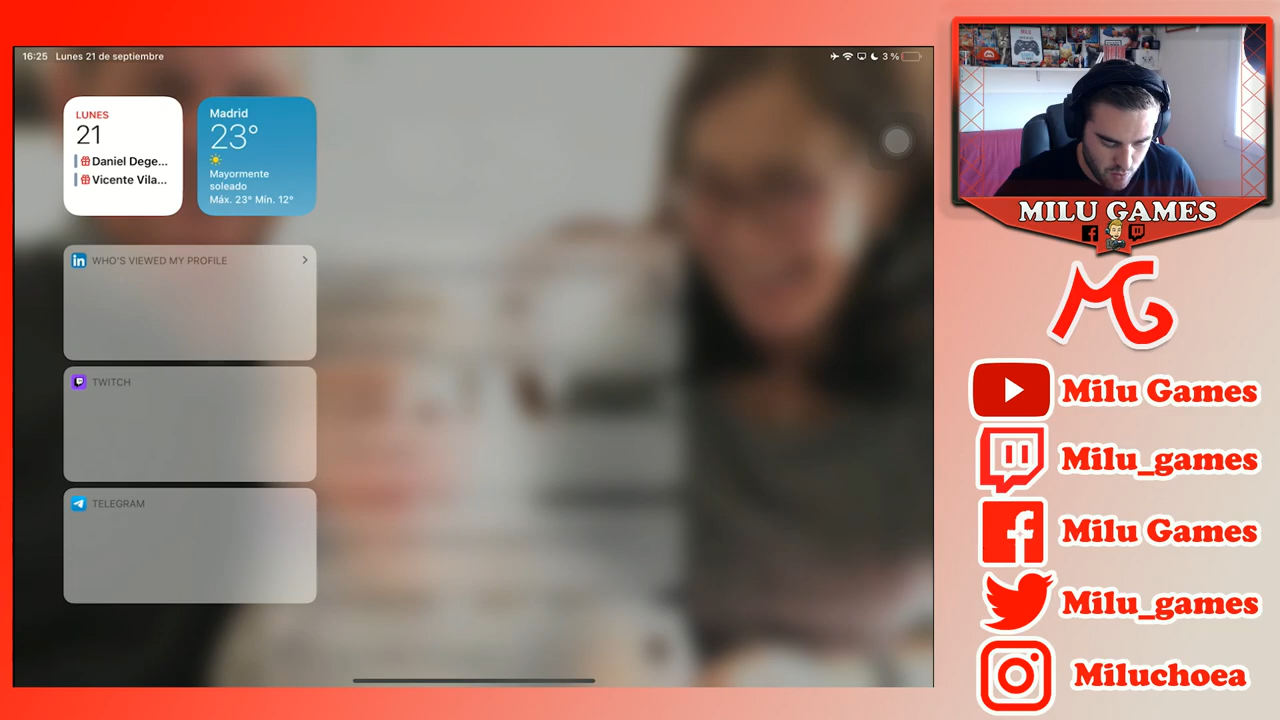 16:25 Lunes 21 de septiembre
3 %
LUNES
21
Daniel Dege...
Vicente Vila...
Madrid
23°
Mayormente
soleado
Máx. 23° Mín. 12°
WHO'S VIEWED MY PROFILE
TWITCH
TELEGRAM
MILU GAMES
MG
Milu Games
Milu_games
Milu Games
Milu_games
Miluchoea